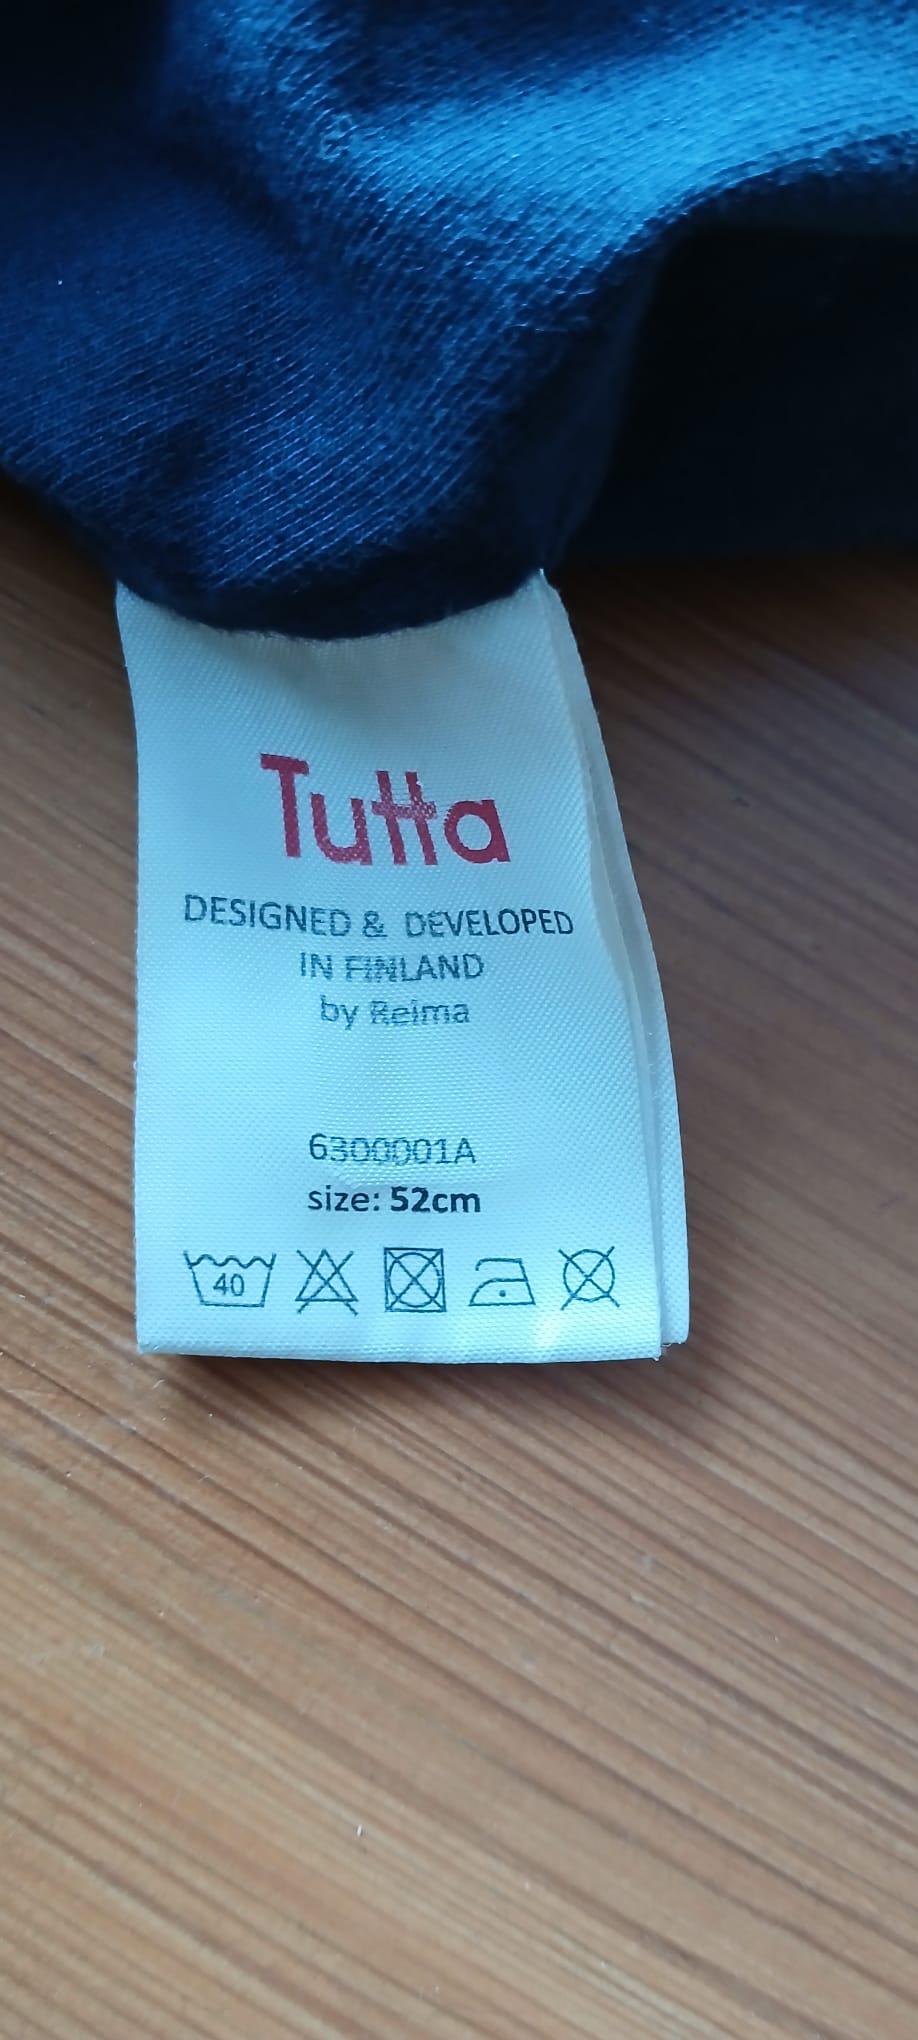 Tutta
DESIGNED & DEVELOPED
IN FINLAND
by Reima
6300001A
size: 52cm
40